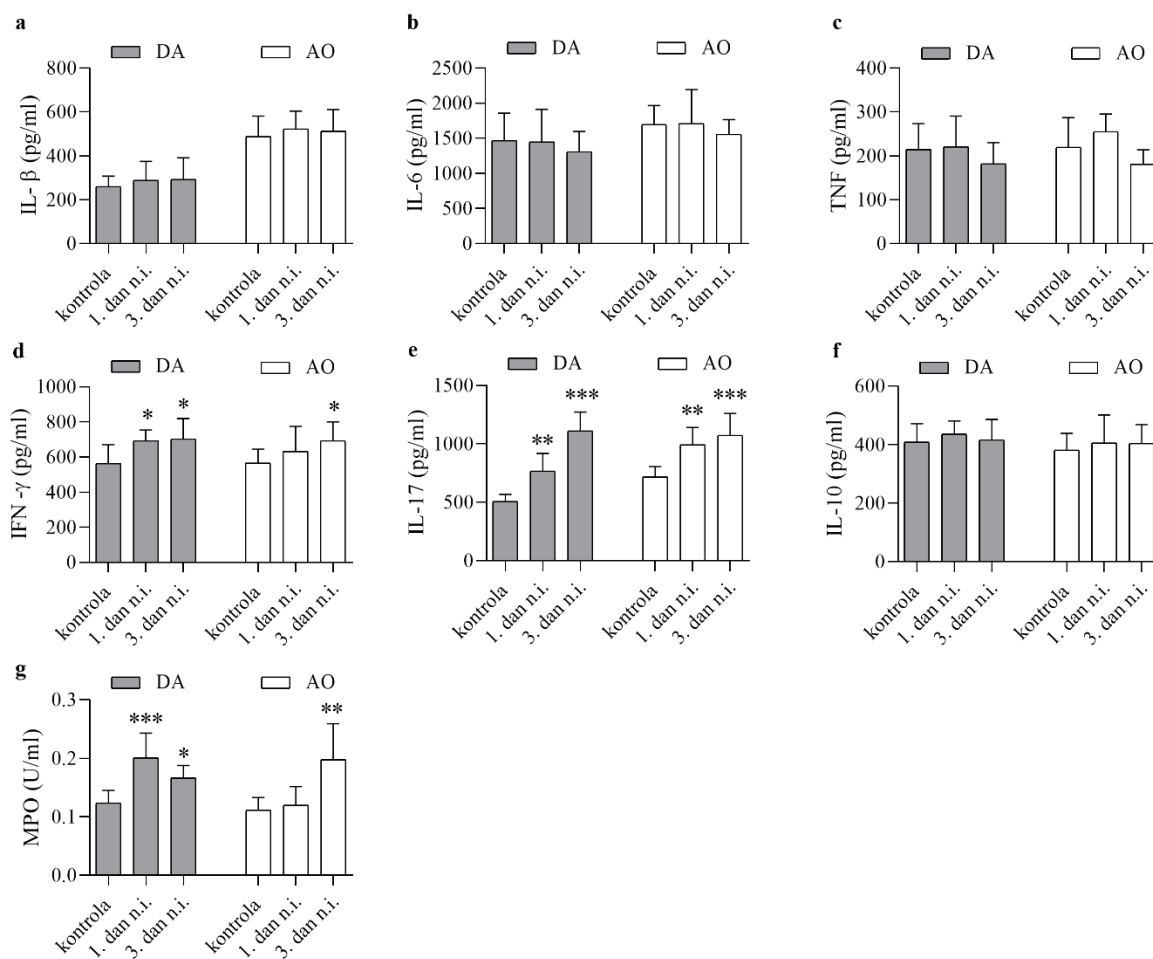 a
DA AO
800
600
400
200
0
IL- β (pg/ml)
kontrola 1. dan n.i. 3. dan n.i. kontrola 1. dan n.i. 3. dan n.i.
b
DA AO
2500
2000
1500
1000
500
0
IL-6 (pg/ml)
kontrola 1. dan n.i. 3. dan n.i. kontrola 1. dan n.i. 3. dan n.i.
c
DA AO
400
300
200
100
0
TNF (pg/ml)
kontrola 1. dan n.i. 3. dan n.i. kontrola 1. dan n.i. 3. dan n.i.
d
DA AO
1000
800
600
400
200
0
IFN -γ (pg/ml)
* * *
kontrola 1. dan n.i. 3. dan n.i. kontrola 1. dan n.i. 3. dan n.i.
e
DA AO
1500
1000
500
0
IL-17 (pg/ml)
** *** ** ***
kontrola 1. dan n.i. 3. dan n.i. kontrola 1. dan n.i. 3. dan n.i.
f
DA AO
600
400
200
0
IL-10 (pg/ml)
kontrola 1. dan n.i. 3. dan n.i. kontrola 1. dan n.i. 3. dan n.i.
g
DA AO
0.3
0.2
0.1
0.0
MPO (U/ml)
*** * **
kontrola 1. dan n.i. 3. dan n.i. kontrola 1. dan n.i. 3. dan n.i.